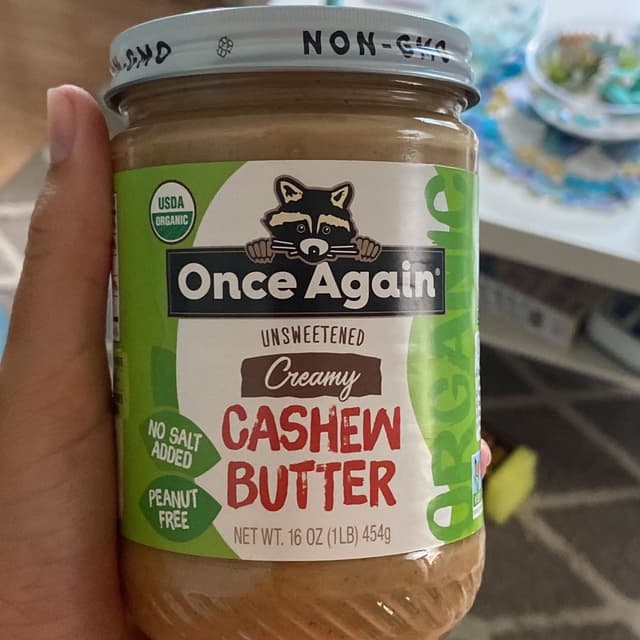 NON-GMO
USDA
ORGANIC
Once Again®
UNSWEETENED
Creamy
CASHEW
BUTTER
NO SALT
ADDED
PEANUT
FREE
NET WT. 16 OZ (1LB) 454g
ORGANIC